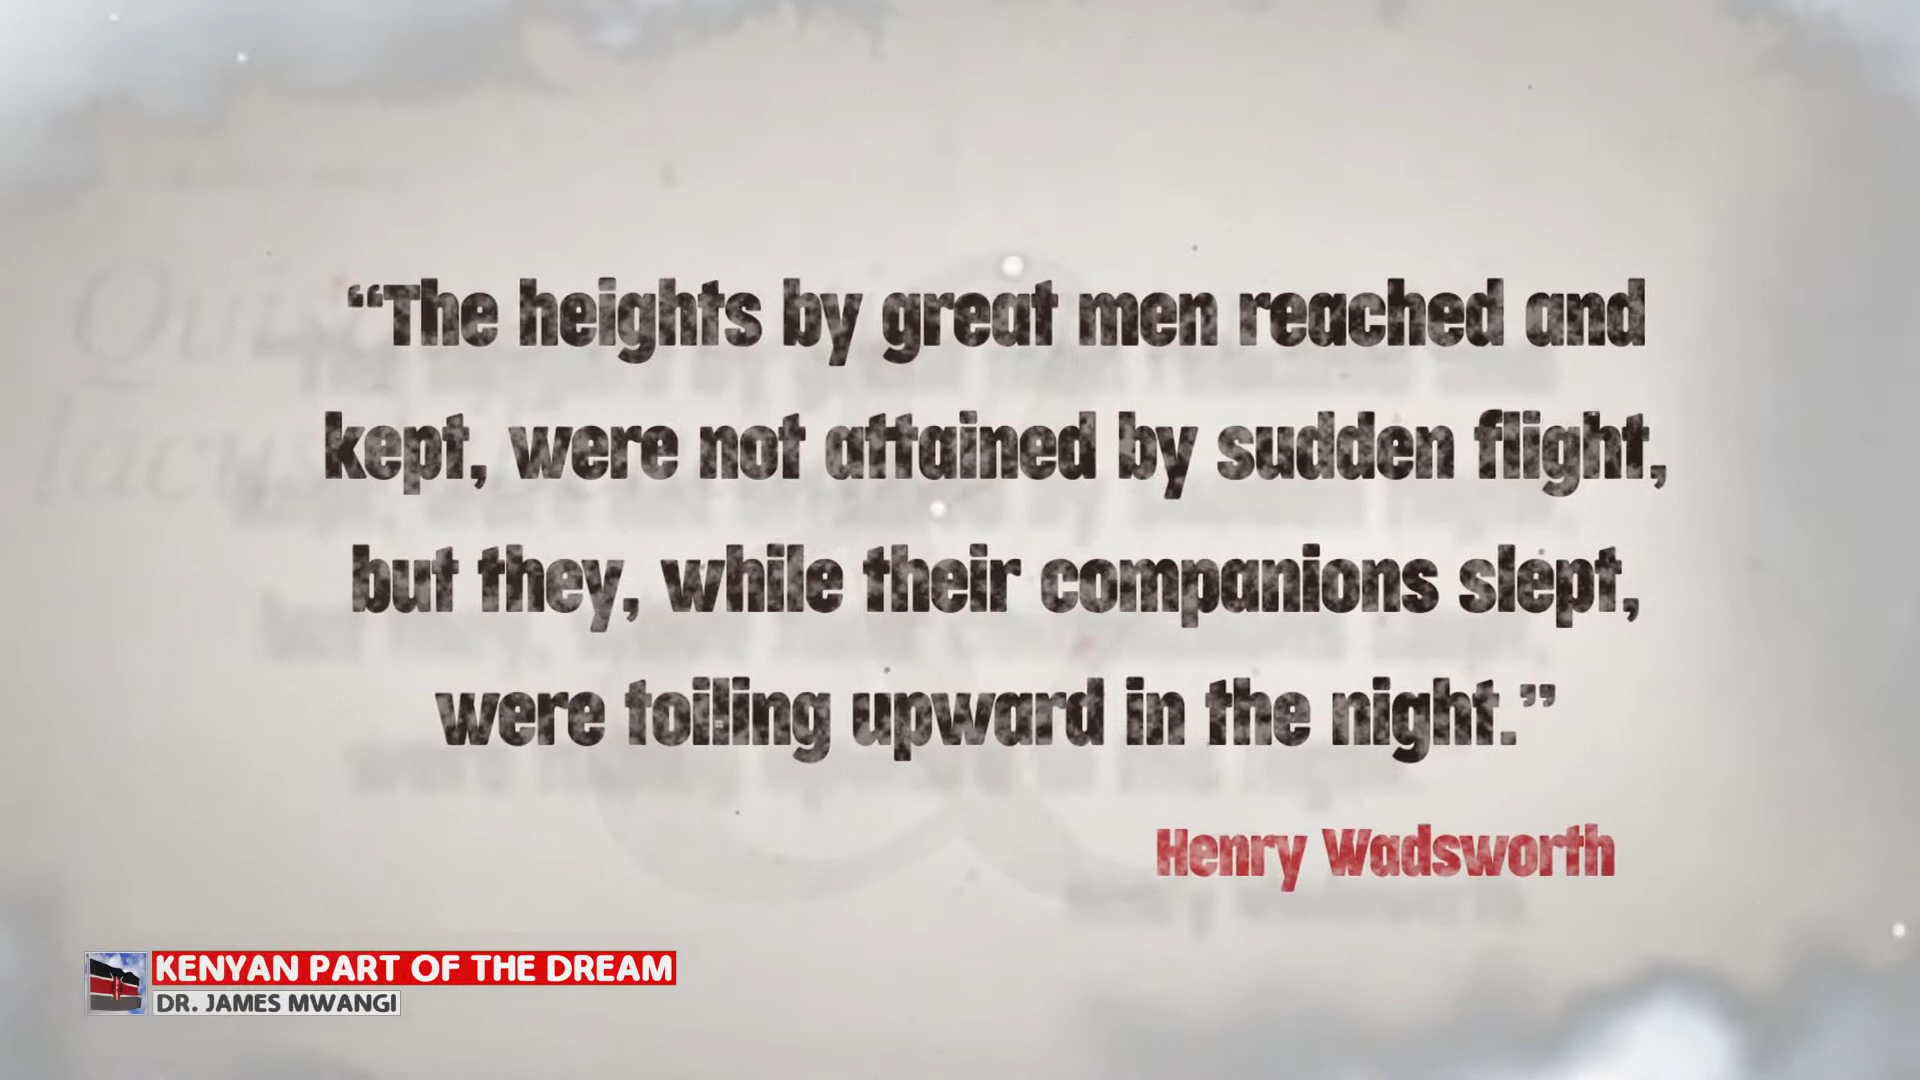 “The heights by great men reached and
kept, were not attained by sudden flight,
but they, while their companions slept,
were toiling upward in the night.”
Henry Wadsworth
KENYAN PART OF THE DREAM
DR. JAMES MWANGI